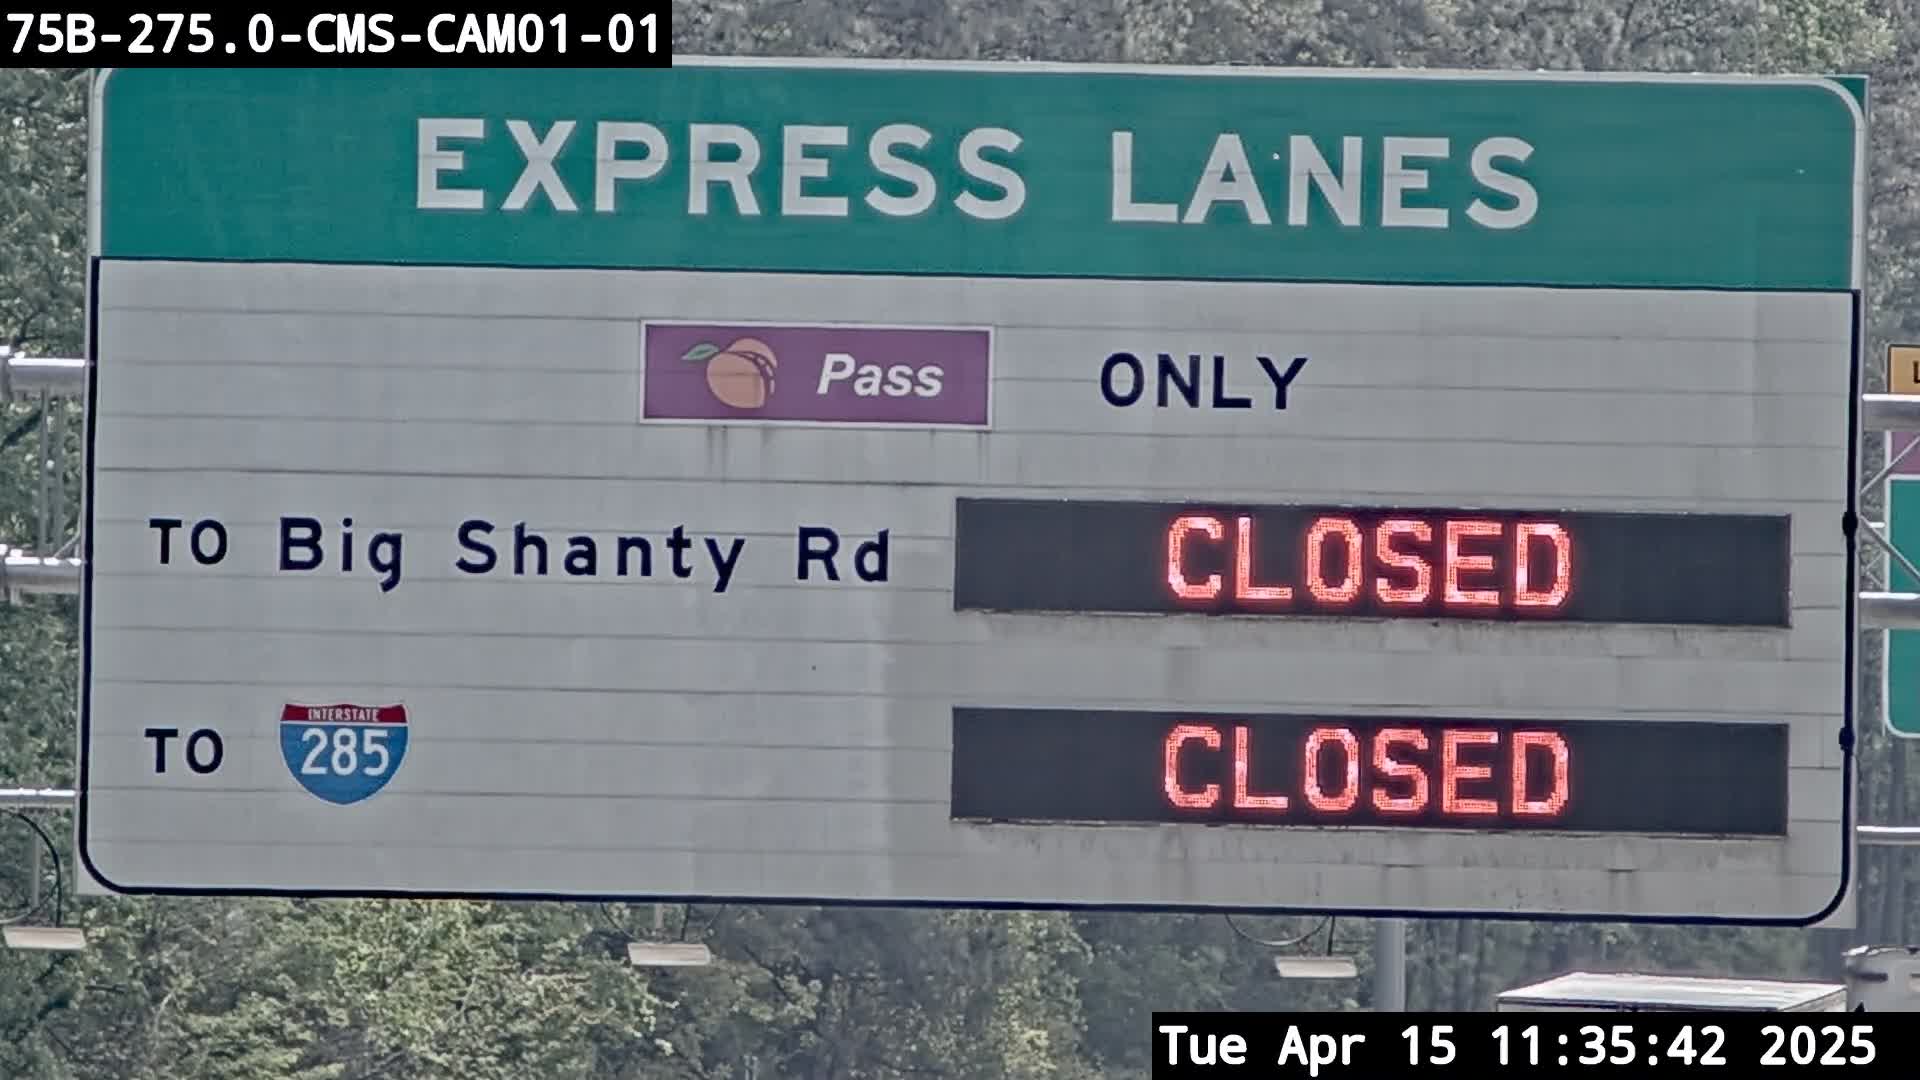 75B-275.0-CMS-CAM01-01
EXPRESS LANES
Pass ONLY
TO Big Shanty Rd CLOSED
TO INTERSTATE 285 CLOSED
Tue Apr 15 11:35:42 2025